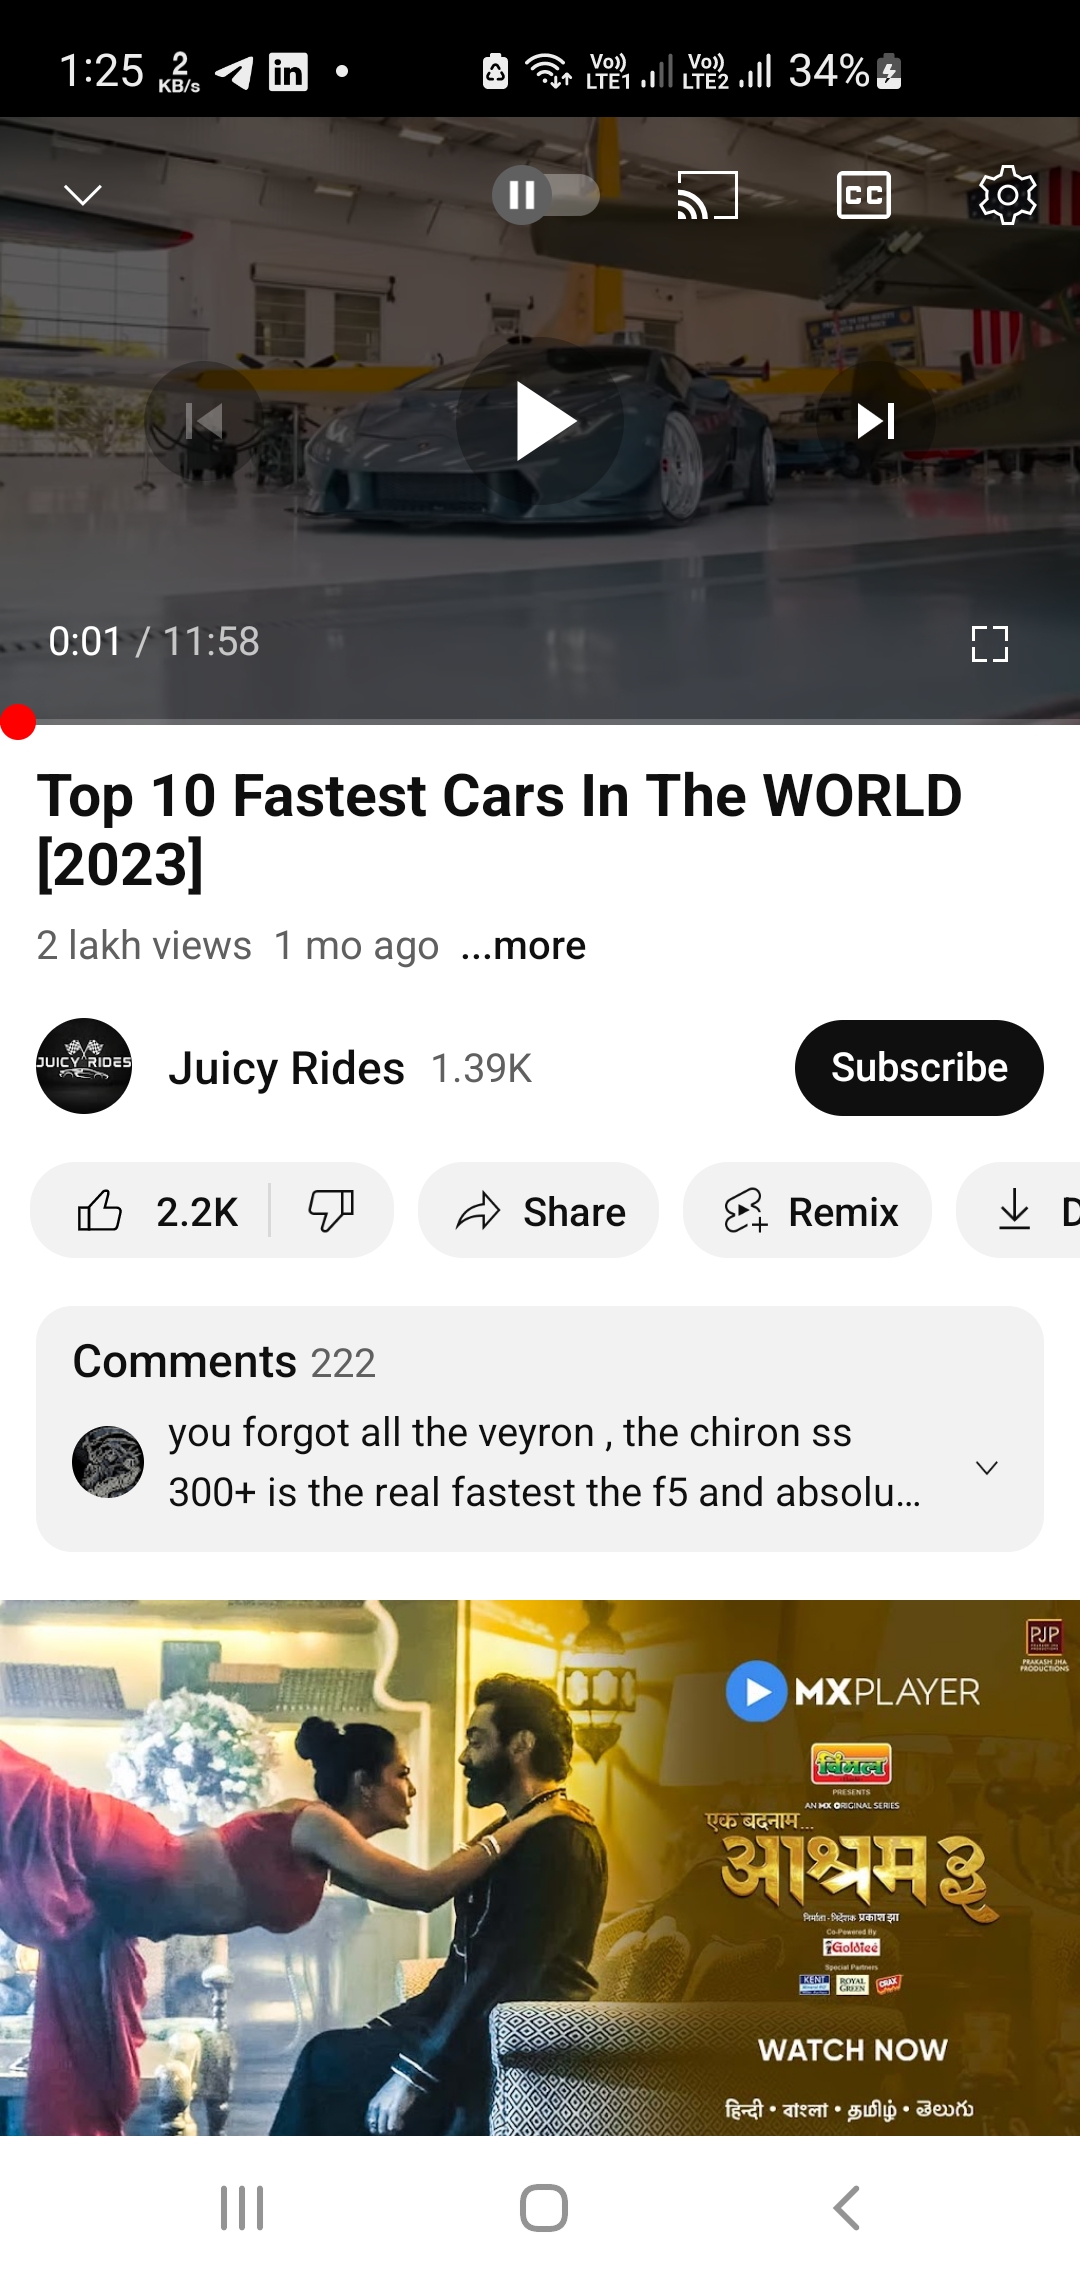 1:25 2 KB/s in Vo)) LTE1 Vo)) LTE2 34%
CC
0:01 / 11:58
Top 10 Fastest Cars In The WORLD
[2023]
2 lakh views 1 mo ago ...more
JUICY RIDES
Juicy Rides 1.39K
Subscribe
2.2K
Share
Remix
D
Comments 222
you forgot all the veyron , the chiron ss
300+ is the real fastest the f5 and absolu...
PJP
PRAKASH JHA
PRODUCTIONS
MXPLAYER
विमल
PRESENTS
AN MX ORIGINAL SERIES
एक बदनाम...
आश्रम ३
निर्माता - निर्देशक प्रकाश झा
Co-Powered By
Goldiee
Special Partners
KENT ROYAL GREEN CRAX
WATCH NOW
हिन्दी • বাংলা • தமிழ் • తెలుగు